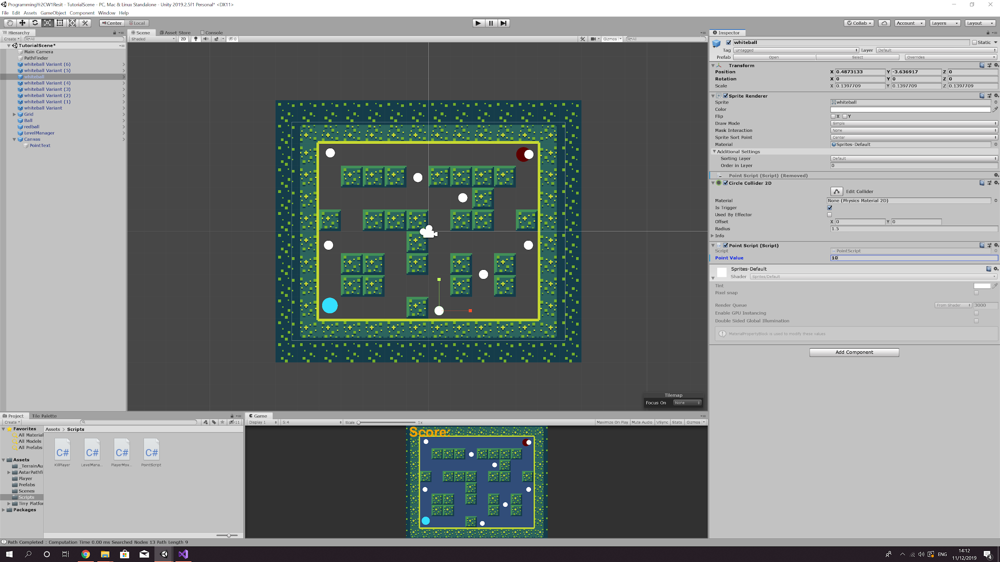 ProgrammingYr2CW1Resit - TutorialScene - PC, Mac & Linux Standalone - Unity 2019.2.5f1 Personal* <DX11>
File Edit Assets GameObject Component Window Help
Center Local Collab Account Layers Layout
Hierarchy
Create All
TutorialScene*
Main Camera
PathFinder
whiteball Variant (6)
whiteball Variant (5)
whiteball
whiteball Variant (4)
whiteball Variant (3)
whiteball Variant (2)
whiteball Variant (1)
whiteball Variant
Grid
Ball
redball
LevelManager
Canvas
PointText
Scene Asset Store Console
Shaded 2D 0 Gizmos All
Tilemap
Focus On None
Inspector
whiteball Static
Tag Untagged Layer Default
Prefab Open Select Overrides
Transform
Position X 0.4873133 Y -3.636917 Z 0
Rotation X 0 Y 0 Z 0
Scale X 0.1397709 Y 0.1397709 Z 0.1397709
Sprite Renderer
Sprite whiteball
Color
Flip X Y
Draw Mode Simple
Mask Interaction None
Sprite Sort Point Center
Material Sprites-Default
Additional Settings
Sorting Layer Default
Order in Layer 0
Point Script (Script) (Removed)
Circle Collider 2D
Edit Collider
Material None (Physics Material 2D)
Is Trigger
Used By Effector
Offset X 0 Y 0
Radius 1.5
Info
Point Script (Script)
Script PointScript
Point Value 10
Sprites-Default
Shader Sprites/Default
Tint
Pixel snap
Render Queue From Shader 3000
Enable GPU Instancing
Double Sided Global Illumination
MaterialPropertyBlock is used to modify these values
Add Component
Project Tile Palette
Create 11
Favorites
All Material
All Models
All Prefabs
Assets
_TerrainAu
AstarPathfi
Player
Prefabs
Scenes
Scripts
Tiny Platfor
Packages
Assets > Scripts
C# C# C# C#
KillPlayer LevelMana... PlayerMov... PointScript
Game
Display 1 5:4 Scale 1x Maximize On Play Mute Audio VSync Stats Gizmos
Score:
Path Completed : Computation Time 0.00 ms Searched Nodes 13 Path Length 9
ENG
14:12
11/12/2019
4